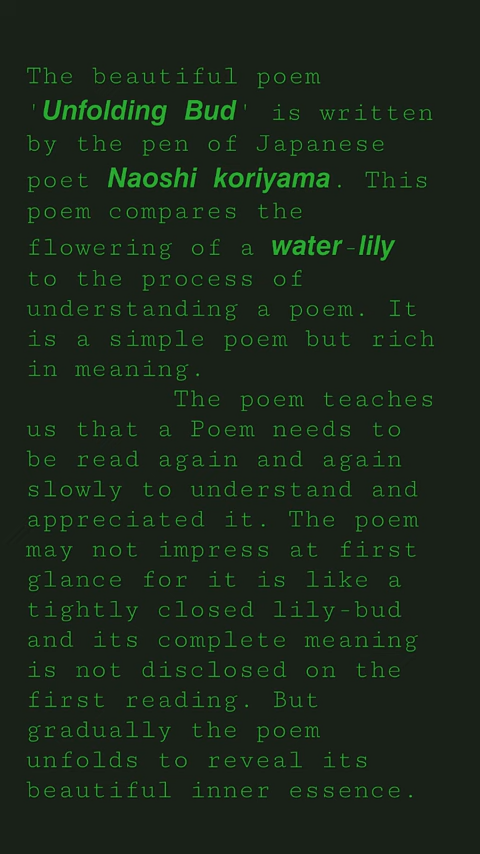 The beautiful poem
'Unfolding Bud' is written
by the pen of Japanese
poet Naoshi koriyama. This
poem compares the
flowering of a water-lily
to the process of
understanding a poem. It
is a simple poem but rich
in meaning.
The poem teaches
us that a Poem needs to
be read again and again
slowly to understand and
appreciated it. The poem
may not impress at first
glance for it is like a
tightly closed lily-bud
and its complete meaning
is not disclosed on the
first reading. But
gradually the poem
unfolds to reveal its
beautiful inner essence.